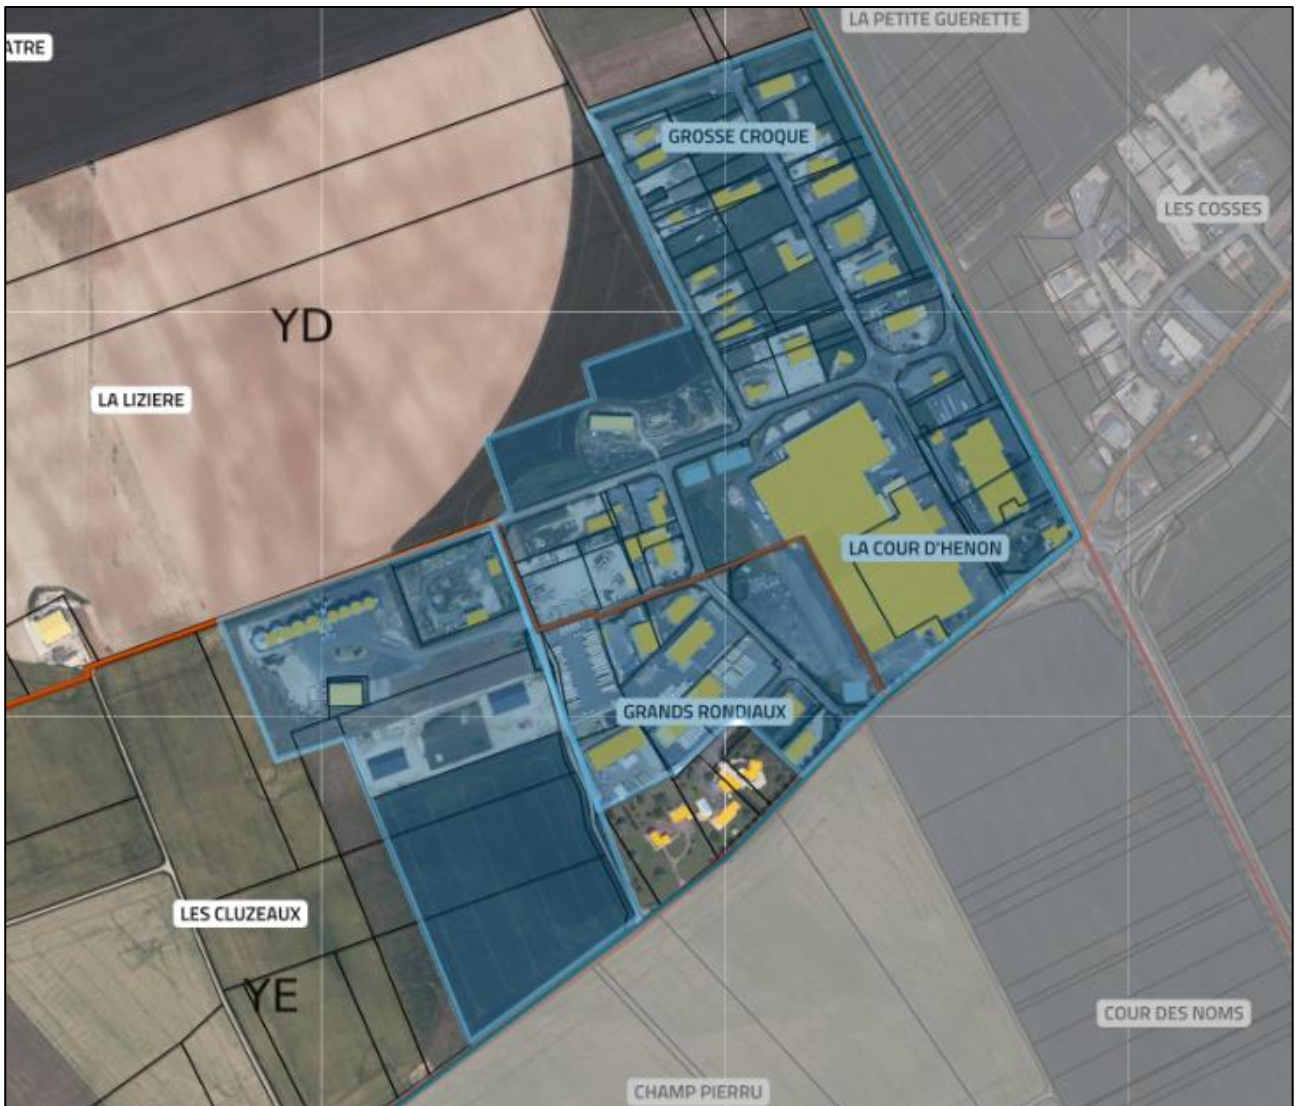 LA PETITE GUERETTE
ATRE
GROSSE CROQUE
LES COSSES
YD
LA LIZIERE
LA COUR D'HENON
GRANDS RONDIAUX
LES CLUZEAUX
YE
COUR DES NOMS
CHAMP PIERRU